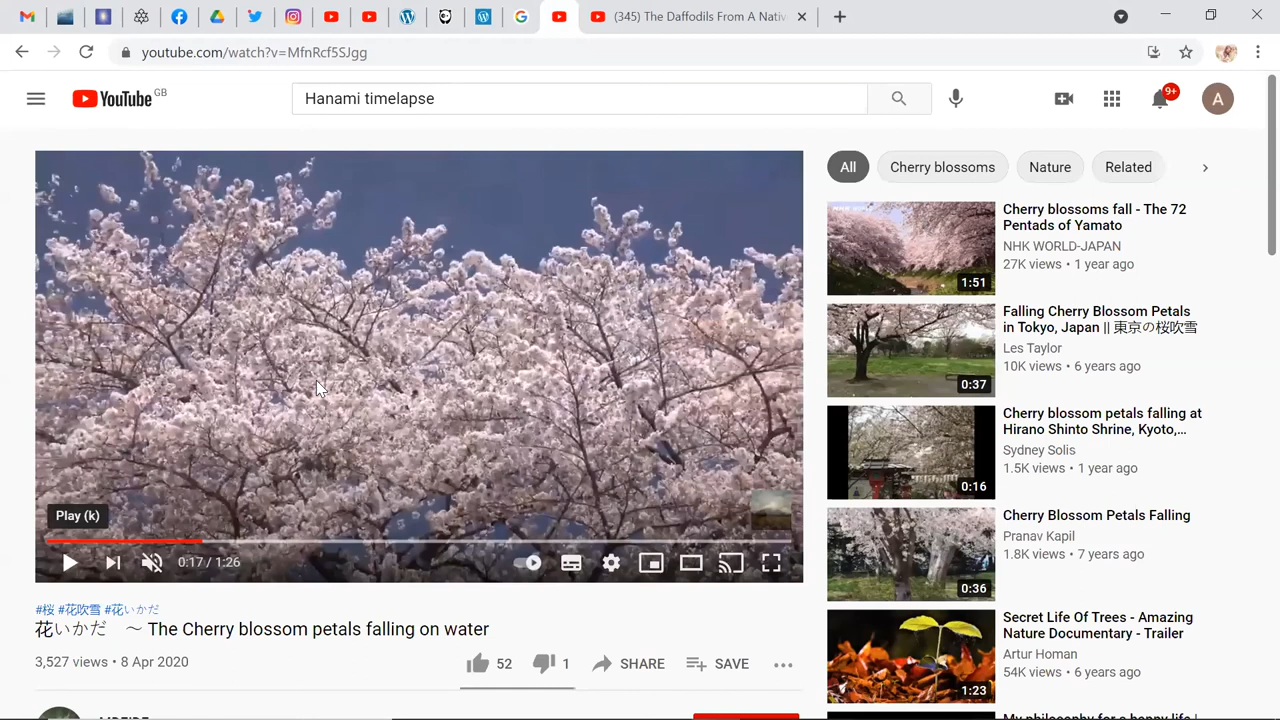 (345) The Daffodils From A Nativ
youtube.com/watch?v=MfnRcf5SJgg
YouTube GB
Hanami timelapse
9+
A
All
Cherry blossoms
Nature
Related
Play (k)
0:17 / 1:26
#桜 #花吹雪 #花いかだ
花いかだ ～ The Cherry blossom petals falling on water
3,527 views • 8 Apr 2020
52
1
SHARE
SAVE
NHK WORLD
1:51
Cherry blossoms fall - The 72
Pentads of Yamato
NHK WORLD-JAPAN
27K views • 1 year ago
0:37
Falling Cherry Blossom Petals
in Tokyo, Japan || 東京の桜吹雪
Les Taylor
10K views • 6 years ago
0:16
Cherry blossom petals falling at
Hirano Shinto Shrine, Kyoto,...
Sydney Solis
1.5K views • 1 year ago
0:36
Cherry Blossom Petals Falling
Pranav Kapil
1.8K views • 7 years ago
1:23
Secret Life Of Trees - Amazing
Nature Documentary - Trailer
Artur Homan
54K views • 6 years ago
My philosophy for a happy life |